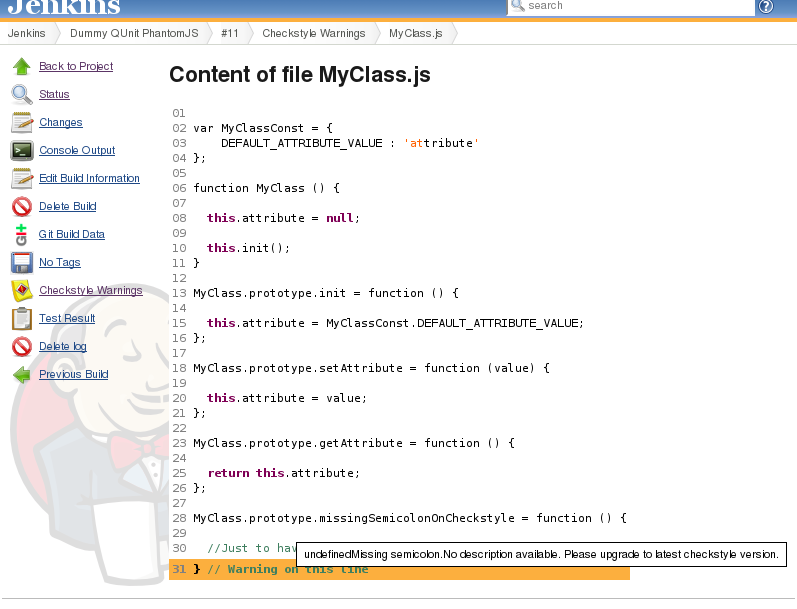 Jenkins
search
Jenkins Dummy QUnit PhantomJS #11 Checkstyle Warnings MyClass.js
Back to Project
Status
Changes
Console Output
Edit Build Information
Delete Build
Git Build Data
No Tags
Checkstyle Warnings
Test Result
Delete log
Previous Build
Content of file MyClass.js
01
02 var MyClassConst = {
03     DEFAULT_ATTRIBUTE_VALUE : 'attribute'
04 };
05
06 function MyClass () {
07
08   this.attribute = null;
09
10   this.init();
11 }
12
13 MyClass.prototype.init = function () {
14
15   this.attribute = MyClassConst.DEFAULT_ATTRIBUTE_VALUE;
16 };
17
18 MyClass.prototype.setAttribute = function (value) {
19
20   this.attribute = value;
21 };
22
23 MyClass.prototype.getAttribute = function () {
24
25   return this.attribute;
26 };
27
28 MyClass.prototype.missingSemicolonOnCheckstyle = function () {
29
30   //Just to
undefinedMissing semicolon.No description available. Please upgrade to latest checkstyle version.
31 } // Warning on this line